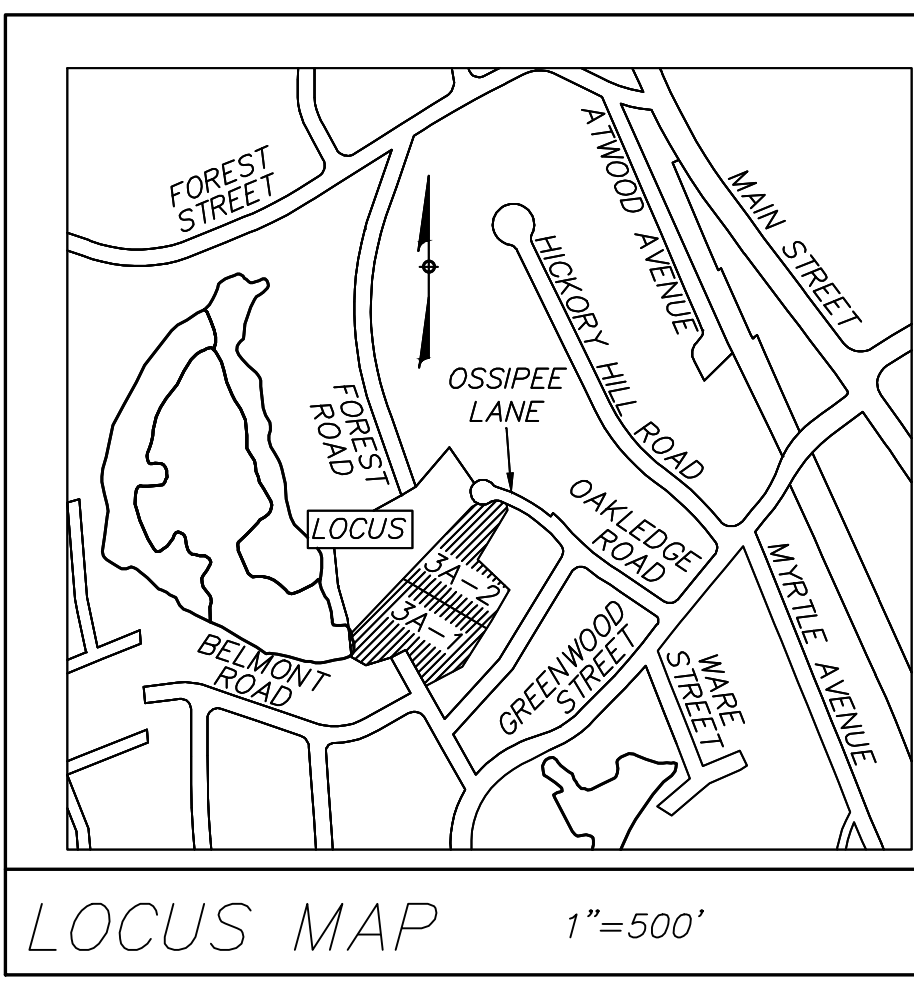 FOREST
STREET
ATWOOD AVENUE
MAIN STREET
HICKORY HILL ROAD
OSSIPEE
LANE
FOREST
ROAD
LOCUS
OAKLEDGE
ROAD
3A-2
3A-1
BELMONT
ROAD
GREENWOOD
STREET
WARE
STREET
MYRTLE AVENUE
LOCUS MAP
1"=500'